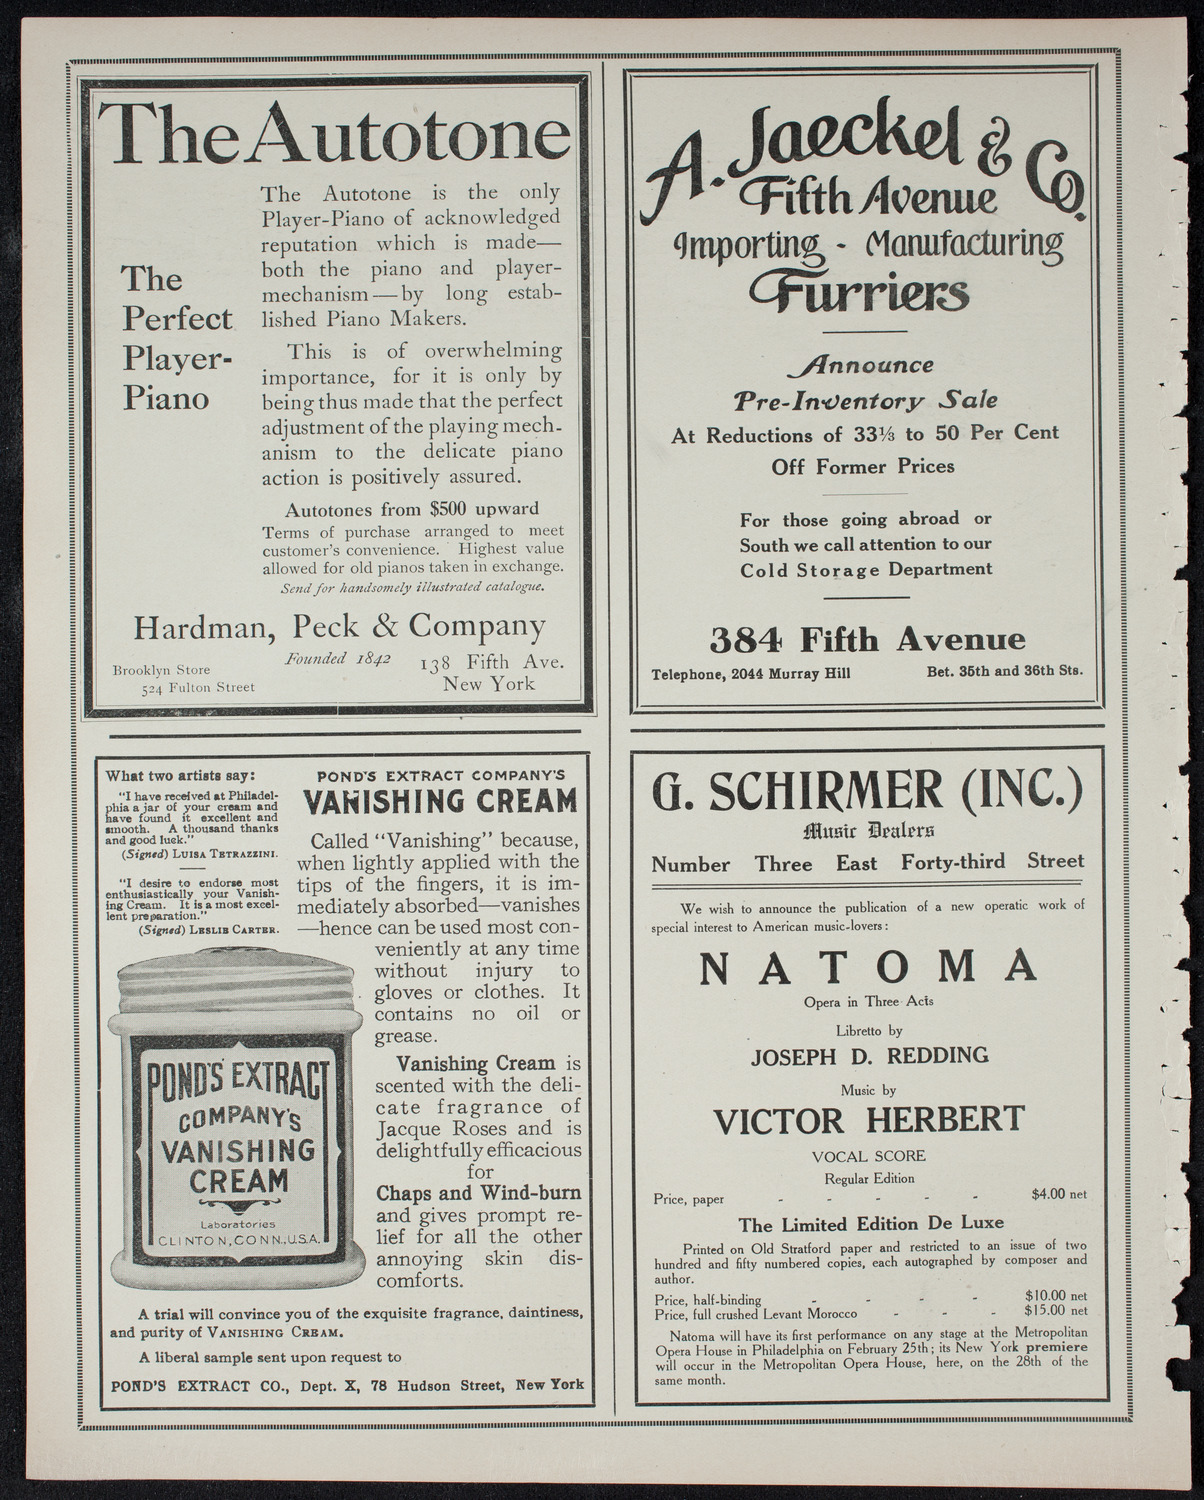 The Autotone
The
Perfect
Player-
Piano
The Autotone is the only
Player-Piano of acknowledged
reputation which is made—
both the piano and player-
mechanism—by long estab-
lished Piano Makers.
This is of overwhelming
importance, for it is only by
being thus made that the perfect
adjustment of the playing mech-
anism to the delicate piano
action is positively assured.
Autotones from $500 upward
Terms of purchase arranged to meet
customer's convenience. Highest value
allowed for old pianos taken in exchange.
Send for handsomely illustrated catalogue.
Hardman, Peck & Company
Founded 1842
Brooklyn Store
524 Fulton Street
138 Fifth Ave.
New York
A. Jaeckel & Co.
Fifth Avenue
Importing - Manufacturing
Furriers
Announce
Pre-Inventory Sale
At Reductions of 33⅓ to 50 Per Cent
Off Former Prices
For those going abroad or
South we call attention to our
Cold Storage Department
384 Fifth Avenue
Telephone, 2044 Murray Hill Bet. 35th and 36th Sts.
What two artists say:
"I have received at Philadel-
phia a jar of your cream and
have found it excellent and
smooth. A thousand thanks
and good luck."
(Signed) LUISA TETRAZZINI.
"I desire to endorse most
enthusiastically your Vanish-
ing Cream. It is a most excel-
lent preparation."
(Signed) LESLIE CARTER.
POND'S EXTRACT COMPANY'S
VANISHING CREAM
Called "Vanishing" because,
when lightly applied with the
tips of the fingers, it is im-
mediately absorbed—vanishes
—hence can be used most con-
veniently at any time
without injury to
gloves or clothes. It
contains no oil or
grease.
Vanishing Cream is
scented with the deli-
cate fragrance of
Jacque Roses and is
delightfully efficacious
for
Chaps and Wind-burn
and gives prompt re-
lief for all the other
annoying skin dis-
comforts.
POND'S EXTRACT
COMPANY'S
VANISHING
CREAM
Laboratories
CLINTON, CONN., U.S.A.
A trial will convince you of the exquisite fragrance, daintiness,
and purity of VANISHING CREAM.
A liberal sample sent upon request to
POND'S EXTRACT CO., Dept. X, 78 Hudson Street, New York
G. SCHIRMER (INC.)
Music Dealers
Number Three East Forty-third Street
We wish to announce the publication of a new operatic work of
special interest to American music-lovers:
NATOMA
Opera in Three Acts
Libretto by
JOSEPH D. REDDING
Music by
VICTOR HERBERT
VOCAL SCORE
Regular Edition
Price, paper - - - - - $4.00 net
The Limited Edition De Luxe
Printed on Old Stratford paper and restricted to an issue of two
hundred and fifty numbered copies, each autographed by composer and
author.
Price, half-binding - - - - $10.00 net
Price, full crushed Levant Morocco - - - $15.00 net
Natoma will have its first performance on any stage at the Metropolitan
Opera House in Philadelphia on February 25th; its New York premiere
will occur in the Metropolitan Opera House, here, on the 28th of the
same month.